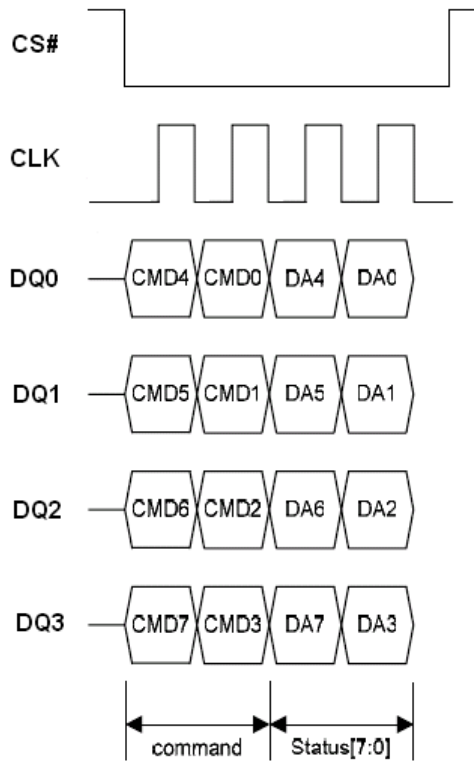 CS#
CLK
DQ0 CMD4 CMD0 DA4 DA0
DQ1 CMD5 CMD1 DA5 DA1
DQ2 CMD6 CMD2 DA6 DA2
DQ3 CMD7 CMD3 DA7 DA3
command Status[7:0]